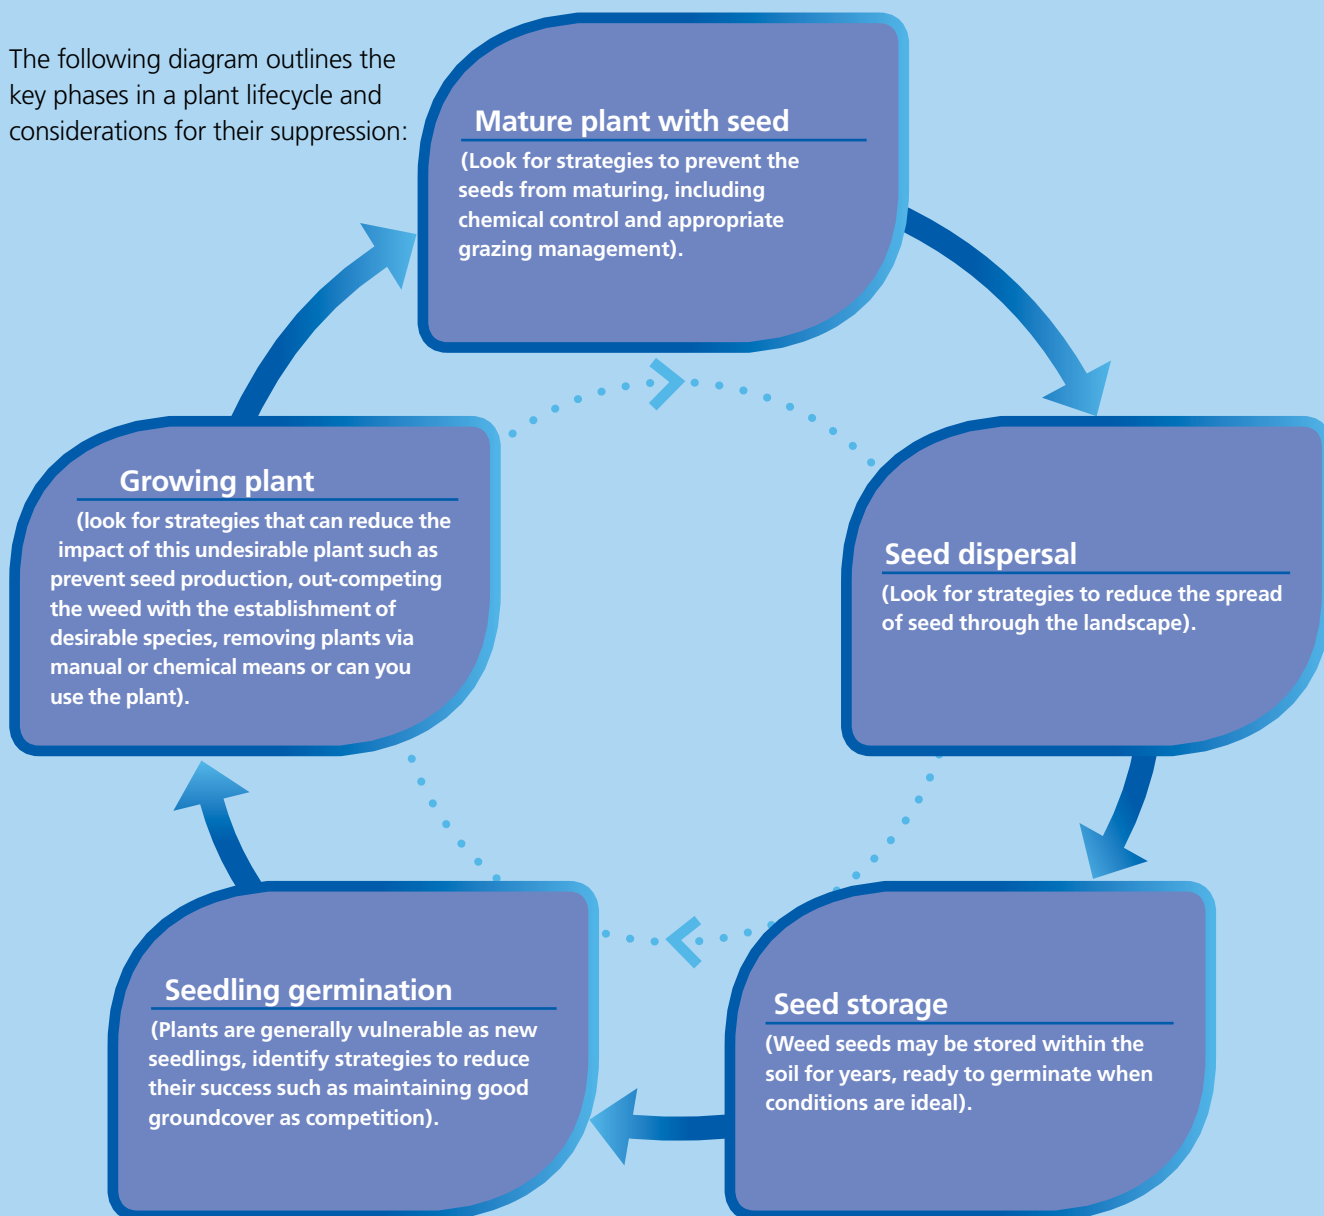 The following diagram outlines the
key phases in a plant lifecycle and
considerations for their suppression:
Mature plant with seed
(Look for strategies to prevent the
seeds from maturing, including
chemical control and appropriate
grazing management).
Seed dispersal
(Look for strategies to reduce the spread
of seed through the landscape).
Seed storage
(Weed seeds may be stored within the
soil for years, ready to germinate when
conditions are ideal).
Seedling germination
(Plants are generally vulnerable as new
seedlings, identify strategies to reduce
their success such as maintaining good
groundcover as competition).
Growing plant
(look for strategies that can reduce the
impact of this undesirable plant such as
prevent seed production, out-competing
the weed with the establishment of
desirable species, removing plants via
manual or chemical means or can you
use the plant).